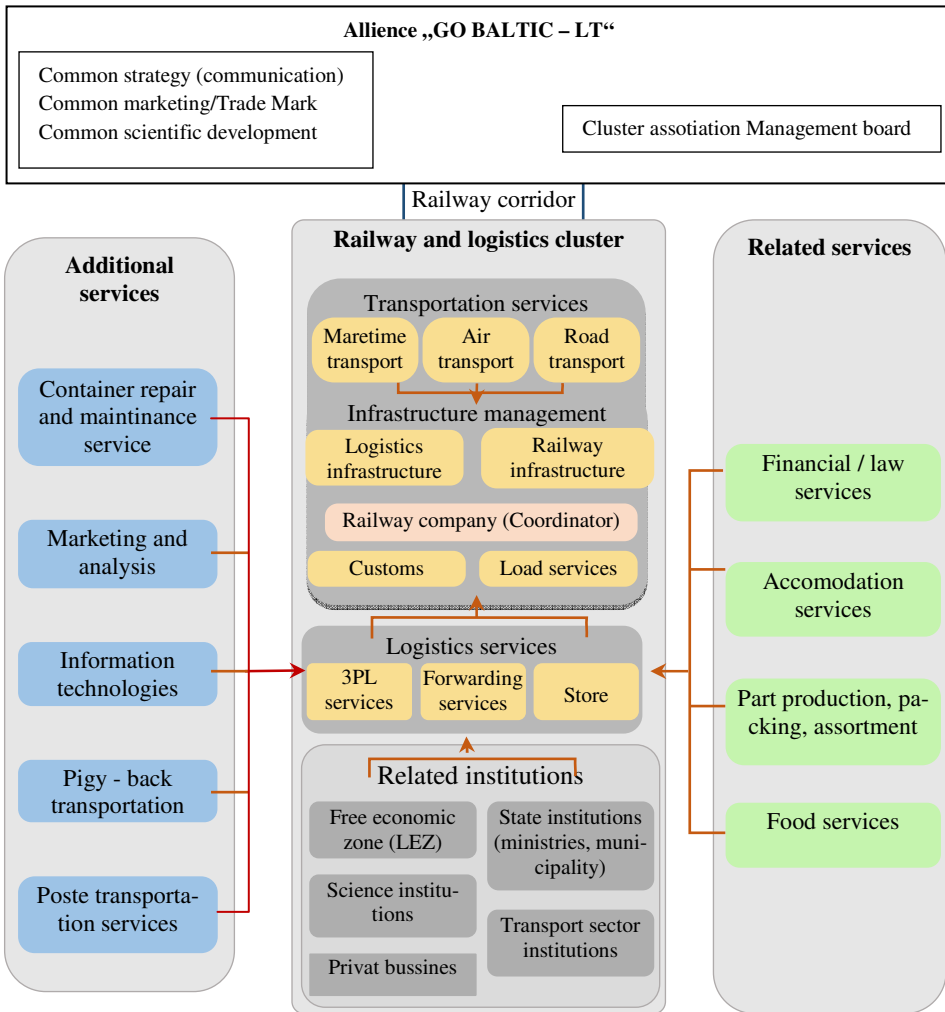 Allience „GO BALTIC – LT“
Common strategy (communication)
Common marketing/Trade Mark
Common scientific development
Cluster assotiation Management board
Railway corridor
Additional
services
Container repair
and maintinance
service
Marketing and
analysis
Information
technologies
Pigy - back
transportation
Poste transporta-
tion services
Railway and logistics cluster
Transportation services
Maretime
transport
Air
transport
Road
transport
Infrastructure management
Logistics
infrastructure
Railway
infrastructure
Railway company (Coordinator)
Customs
Load services
Logistics services
3PL
services
Forwarding
services
Store
Related institutions
Free economic
zone (LEZ)
State institutions
(ministries, muni-
cipality)
Science institu-
tions
Transport sector
institutions
Privat bussines
Related services
Financial / law
services
Accomodation
services
Part production, pa-
cking, assortment
Food services